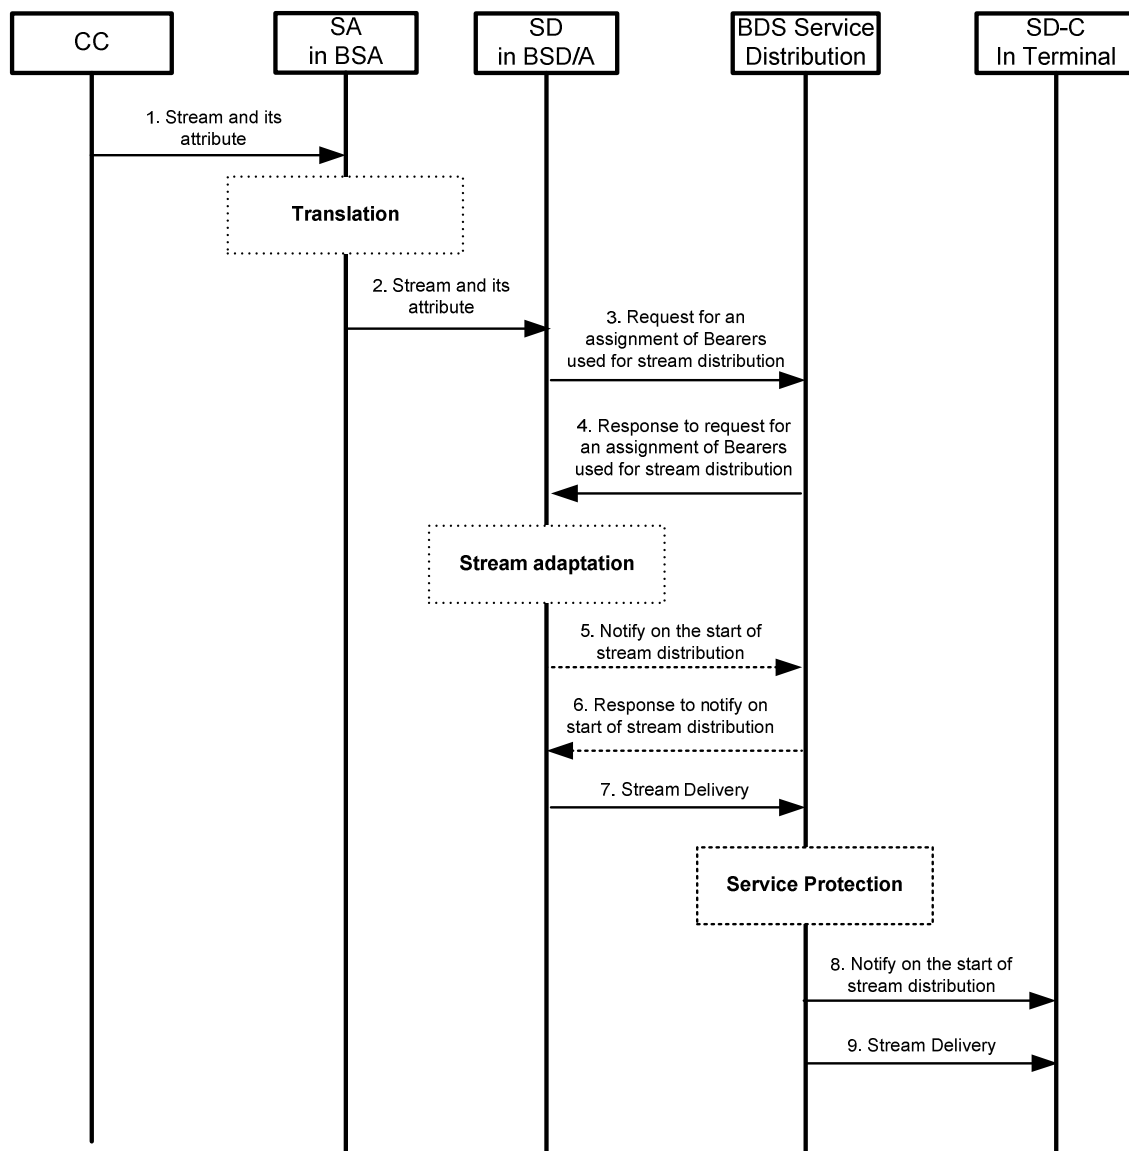 CC
SA
in BSA
SD
in BSD/A
BDS Service
Distribution
SD-C
In Terminal
1. Stream and its
attribute
Translation
2. Stream and its
attribute
3. Request for an
assignment of Bearers
used for stream distribution
4. Response to request for
an assignment of Bearers
used for stream distribution
Stream adaptation
5. Notify on the start of
stream distribution
6. Response to notify on
start of stream distribution
7. Stream Delivery
Service Protection
8. Notify on the start of
stream distribution
9. Stream Delivery